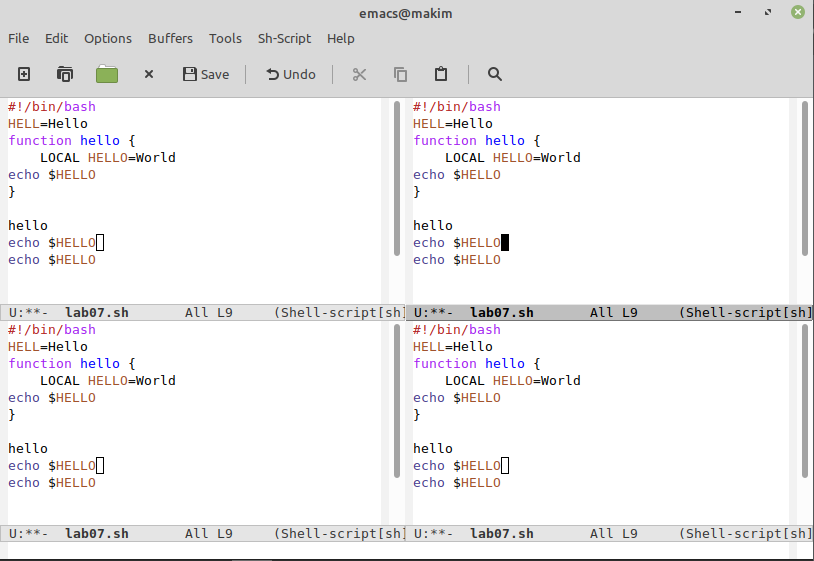 emacs@makim
File Edit Options Buffers Tools Sh-Script Help
Save Undo
#!/bin/bash
HELL=Hello
function hello {
    LOCAL HELLO=World
echo $HELLO
}
hello
echo $HELLO
echo $HELLO
U:**-  lab07.sh       All L9     (Shell-script[sh]
#!/bin/bash
HELL=Hello
function hello {
    LOCAL HELLO=World
echo $HELLO
}
hello
echo $HELLO
echo $HELLO
U:**-  lab07.sh       All L9     (Shell-script[sh]
#!/bin/bash
HELL=Hello
function hello {
    LOCAL HELLO=World
echo $HELLO
}
hello
echo $HELLO
echo $HELLO
U:**-  lab07.sh       All L9     (Shell-script[sh]
#!/bin/bash
HELL=Hello
function hello {
    LOCAL HELLO=World
echo $HELLO
}
hello
echo $HELLO
echo $HELLO
U:**-  lab07.sh       All L9     (Shell-script[sh]